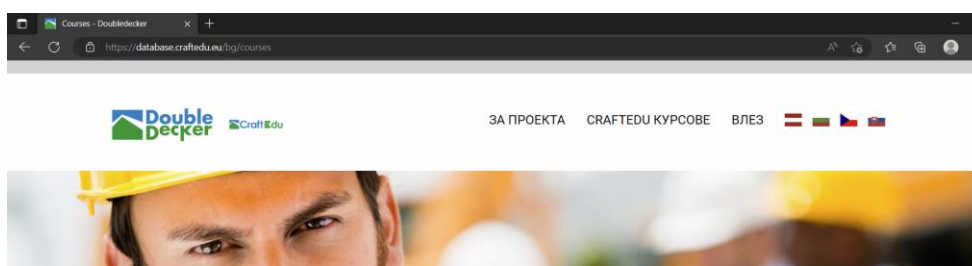 Courses - Doubledecker
https://database.craftedu.eu/bg/courses
Double Decker
CraftEdu
ЗА ПРОЕКТА CRAFTEDU КУРСОВЕ ВЛЕЗ